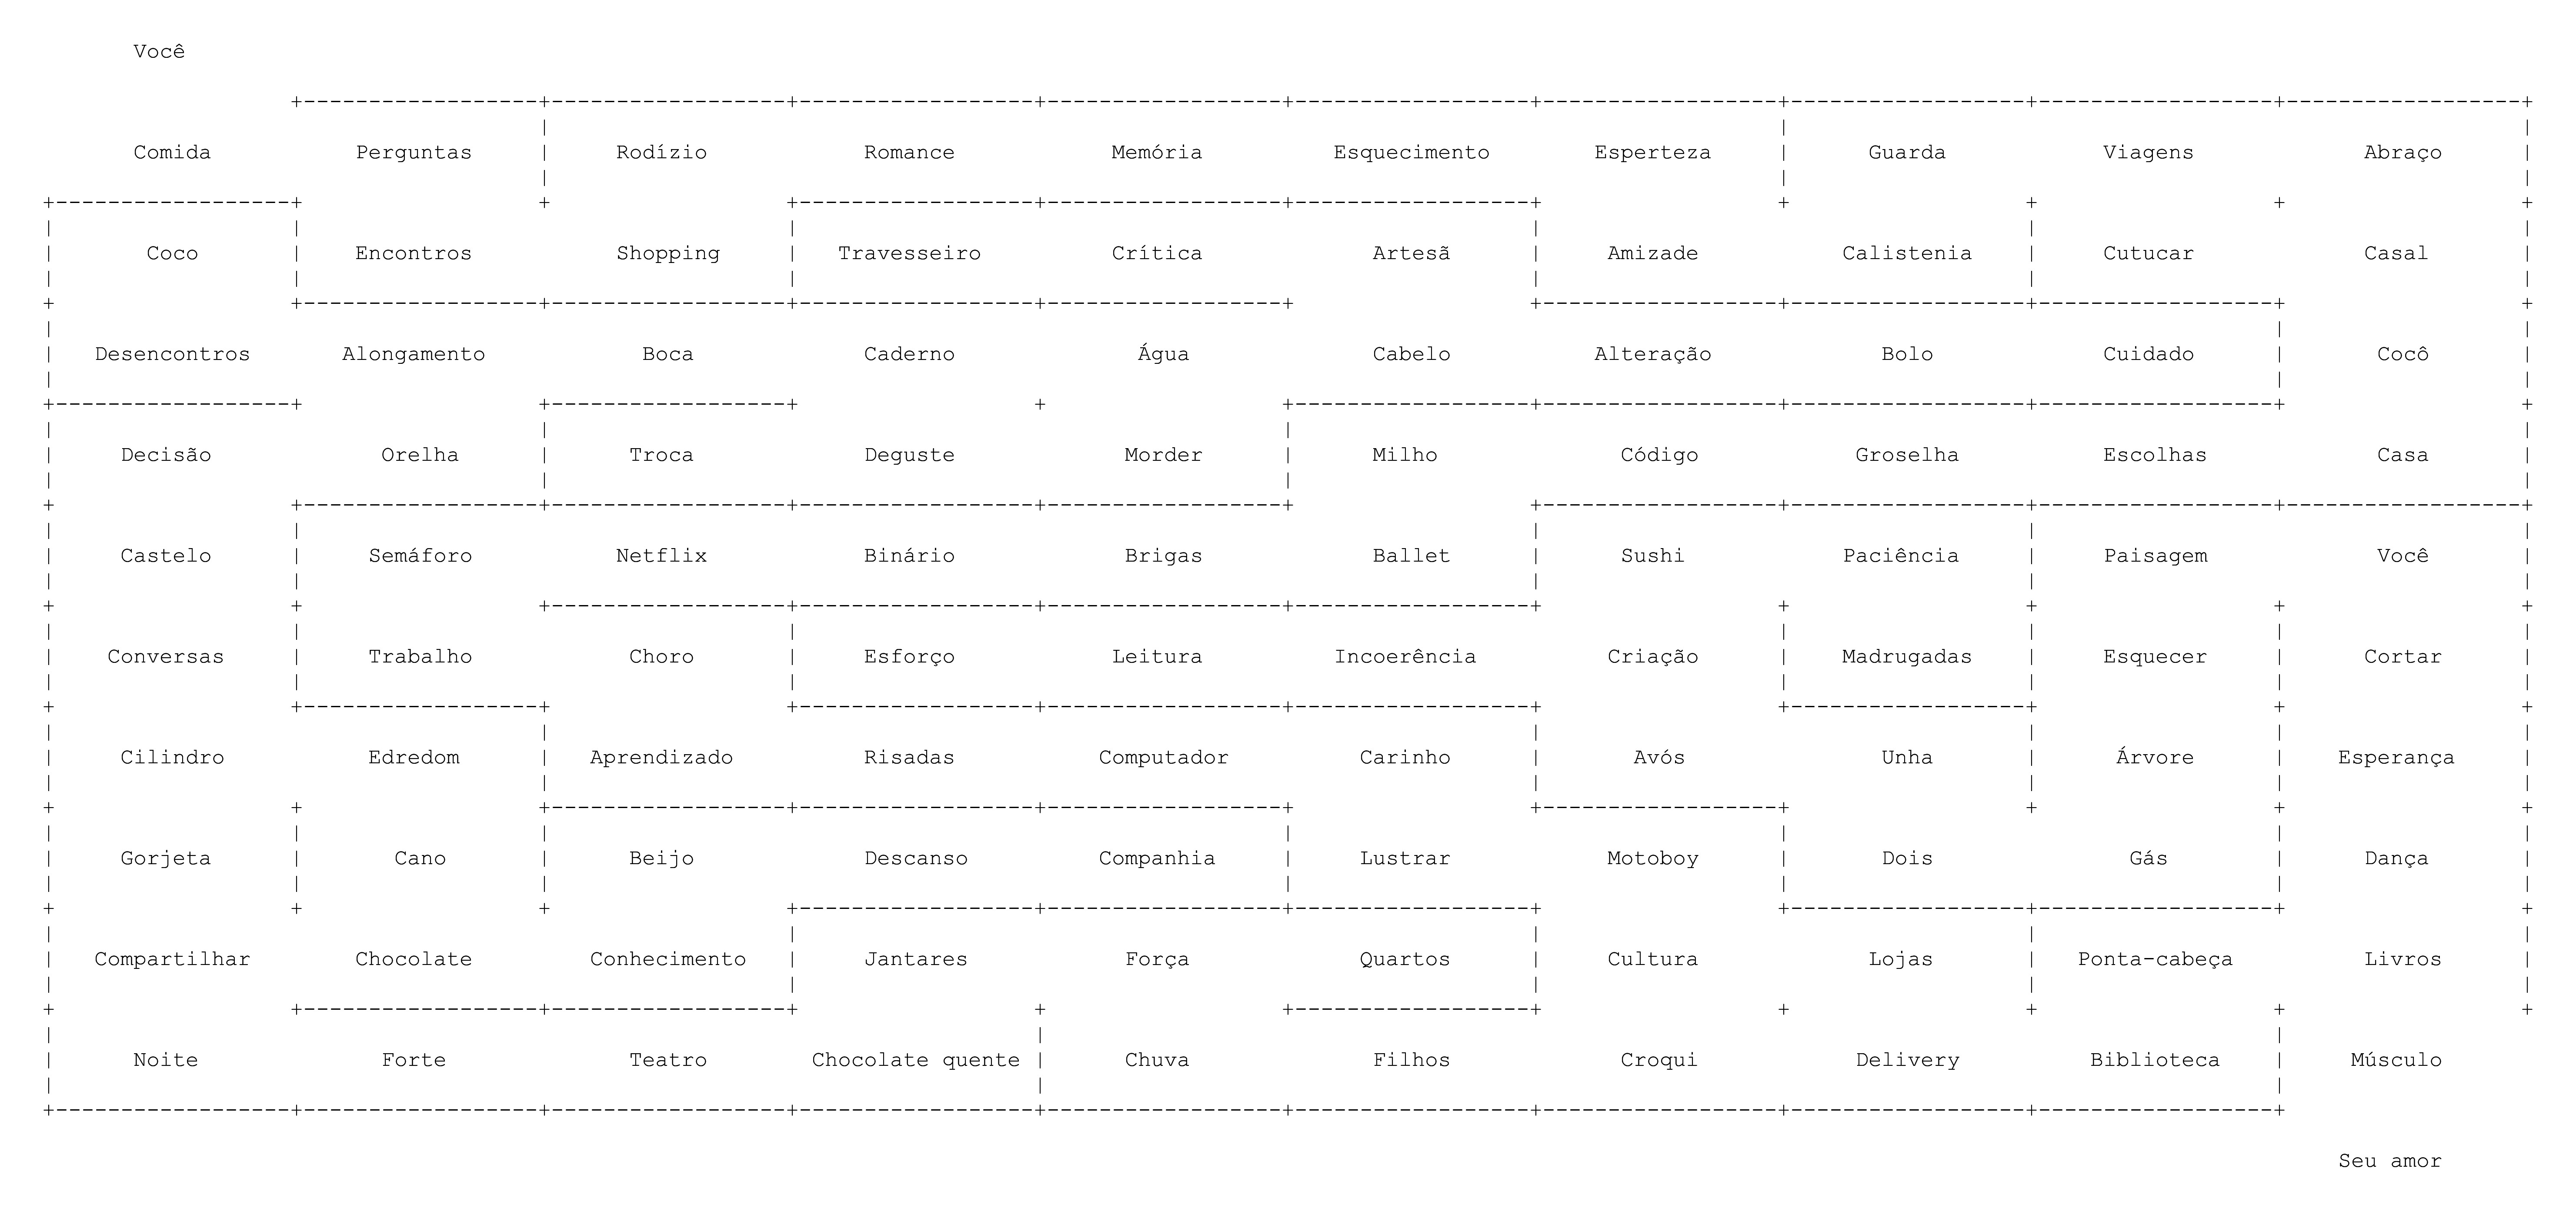 Você
Comida Perguntas Rodízio Romance Memória Esquecimento Esperteza Guarda Viagens Abraço
Coco Encontros Shopping Travesseiro Crítica Artesã Amizade Calistenia Cutucar Casal
Desencontros Alongamento Boca Caderno Água Cabelo Alteração Bolo Cuidado Cocô
Decisão Orelha Troca Deguste Morder Milho Código Groselha Escolhas Casa
Castelo Semáforo Netflix Binário Brigas Ballet Sushi Paciência Paisagem Você
Conversas Trabalho Choro Esforço Leitura Incoerência Criação Madrugadas Esquecer Cortar
Cilindro Edredom Aprendizado Risadas Computador Carinho Avós Unha Árvore Esperança
Gorjeta Cano Beijo Descanso Companhia Lustrar Motoboy Dois Gás Dança
Compartilhar Chocolate Conhecimento Jantares Força Quartos Cultura Lojas Ponta-cabeça Livros
Noite Forte Teatro Chocolate quente Chuva Filhos Croqui Delivery Biblioteca Músculo
Seu amor